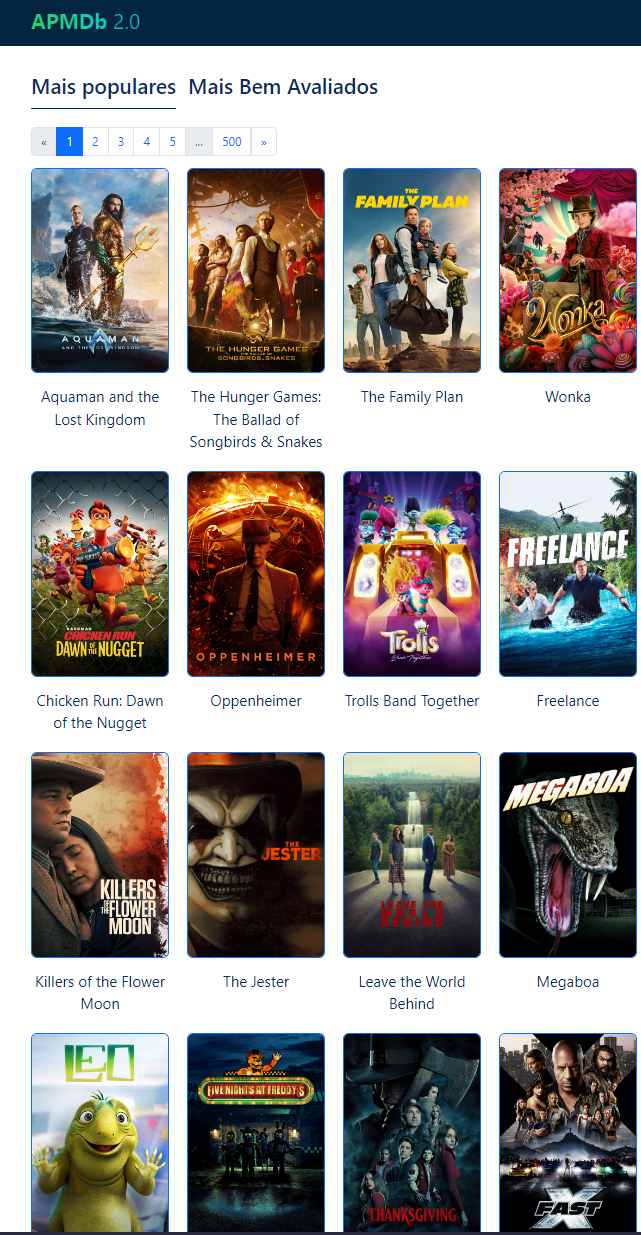 APMDb 2.0
Mais populares Mais Bem Avaliados
« 1 2 3 4 5 ... 500 »
AQUAMAN
AND THE LOST KINGDOM
THE HUNGER GAMES
THE BALLAD OF
SONGBIRDS & SNAKES
THE
FAMILY PLAN
Wonka
Aquaman and the
Lost Kingdom
The Hunger Games:
The Ballad of
Songbirds & Snakes
The Family Plan
Wonka
AARDMAN
CHICKEN RUN
DAWN OF THE NUGGET
OPPENHEIMER
Trolls
Band Together
FREELANCE
Chicken Run: Dawn
of the Nugget
Oppenheimer
Trolls Band Together
Freelance
KILLERS
OF THE FLOWER
MOON
THE
JESTER
LEAVE THE
WORLD
BEHIND
MEGABOA
Killers of the Flower
Moon
The Jester
Leave the World
Behind
Megaboa
LEO
FIVE NIGHTS AT FREDDY'S
THANKSGIVING
FAST X